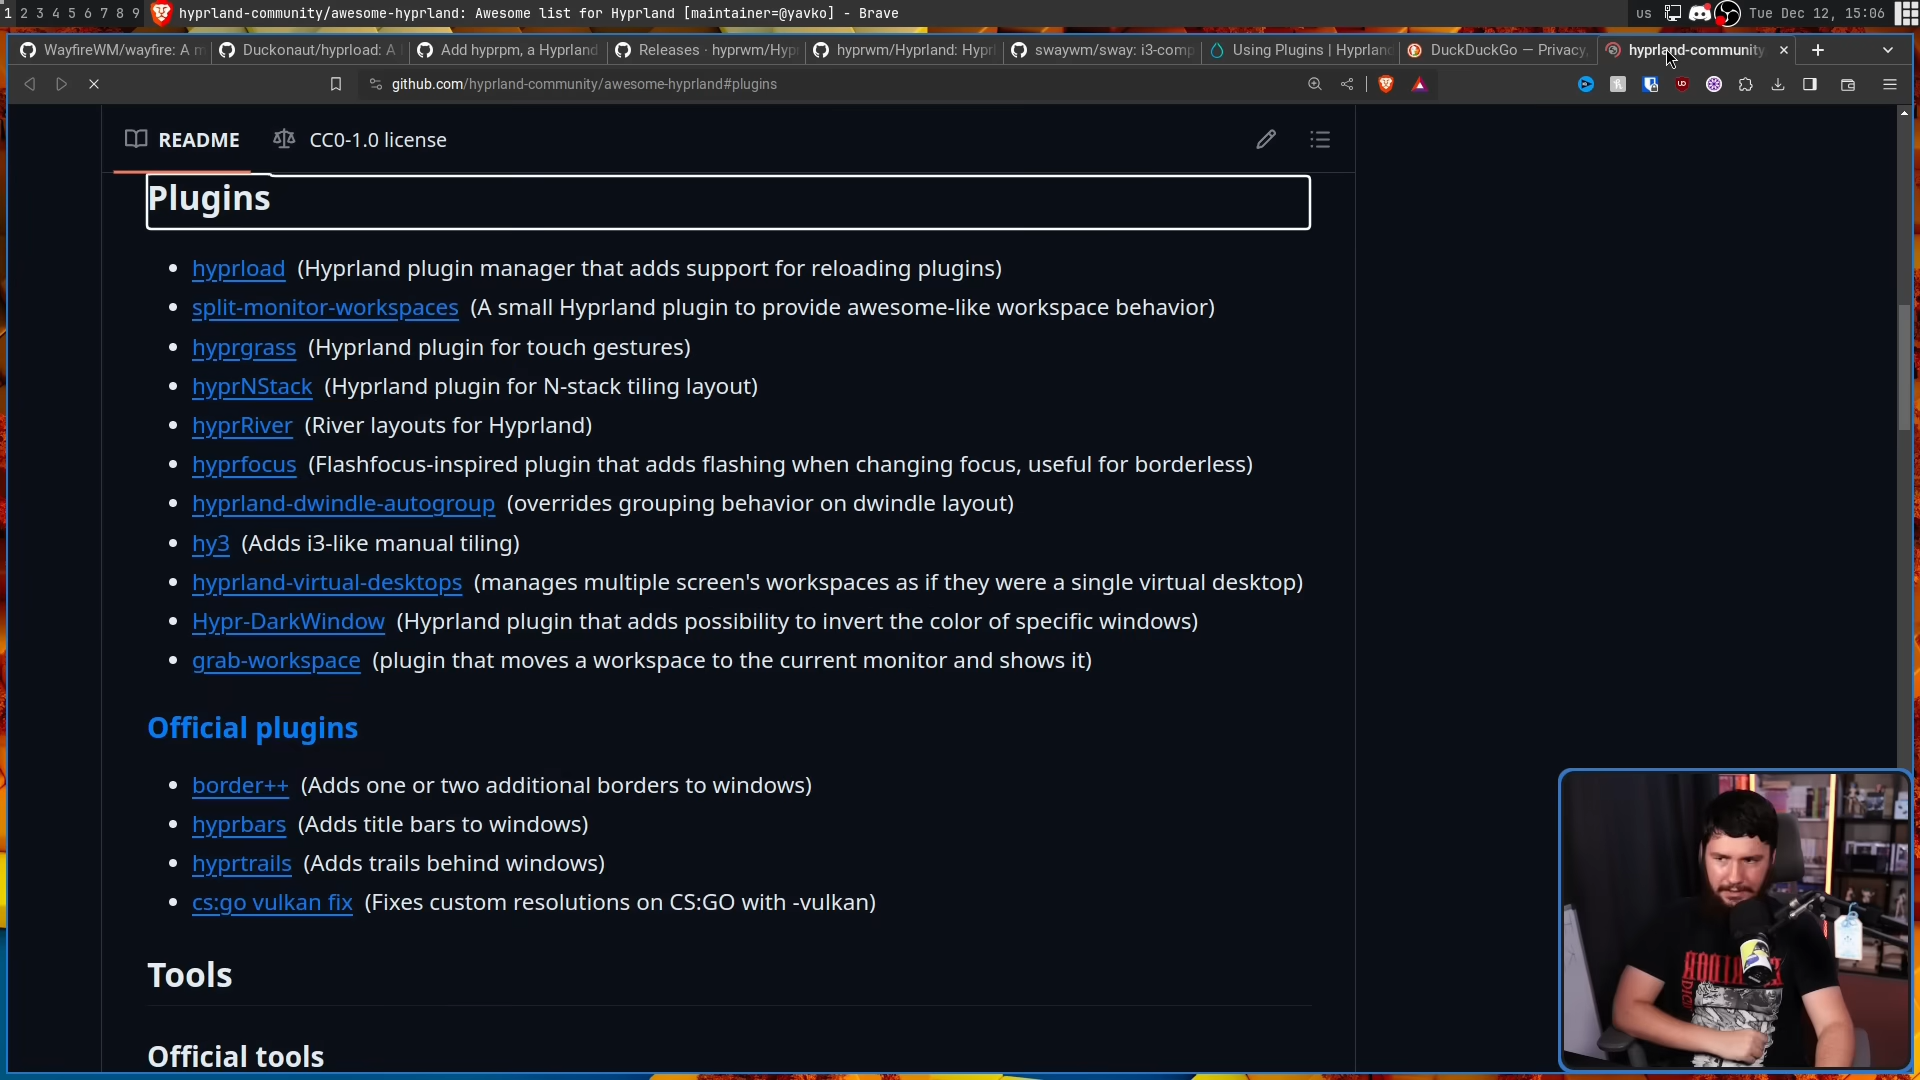 1 2 3 4 5 6 7 8 9 hyprland-community/awesome-hyprland: Awesome list for Hyprland [maintainer=@yavko] - Brave us Tue Dec 12, 15:06
WayfireWM/wayfire: A m Duckonaut/hyprload: A Add hyprpm, a Hyprland Releases · hyprwm/Hyp hyprwm/Hyprland: Hypr swaywm/sway: i3-comp Using Plugins | Hyprland DuckDuckGo — Privacy, hyprland-community
github.com/hyprland-community/awesome-hyprland#plugins
README CC0-1.0 license
Plugins
hyprload (Hyprland plugin manager that adds support for reloading plugins)
split-monitor-workspaces (A small Hyprland plugin to provide awesome-like workspace behavior)
hyprgrass (Hyprland plugin for touch gestures)
hyprNStack (Hyprland plugin for N-stack tiling layout)
hyprRiver (River layouts for Hyprland)
hyprfocus (Flashfocus-inspired plugin that adds flashing when changing focus, useful for borderless)
hyprland-dwindle-autogroup (overrides grouping behavior on dwindle layout)
hy3 (Adds i3-like manual tiling)
hyprland-virtual-desktops (manages multiple screen's workspaces as if they were a single virtual desktop)
Hypr-DarkWindow (Hyprland plugin that adds possibility to invert the color of specific windows)
grab-workspace (plugin that moves a workspace to the current monitor and shows it)
Official plugins
border++ (Adds one or two additional borders to windows)
hyprbars (Adds title bars to windows)
hyprtrails (Adds trails behind windows)
cs:go vulkan fix (Fixes custom resolutions on CS:GO with -vulkan)
Tools
Official tools